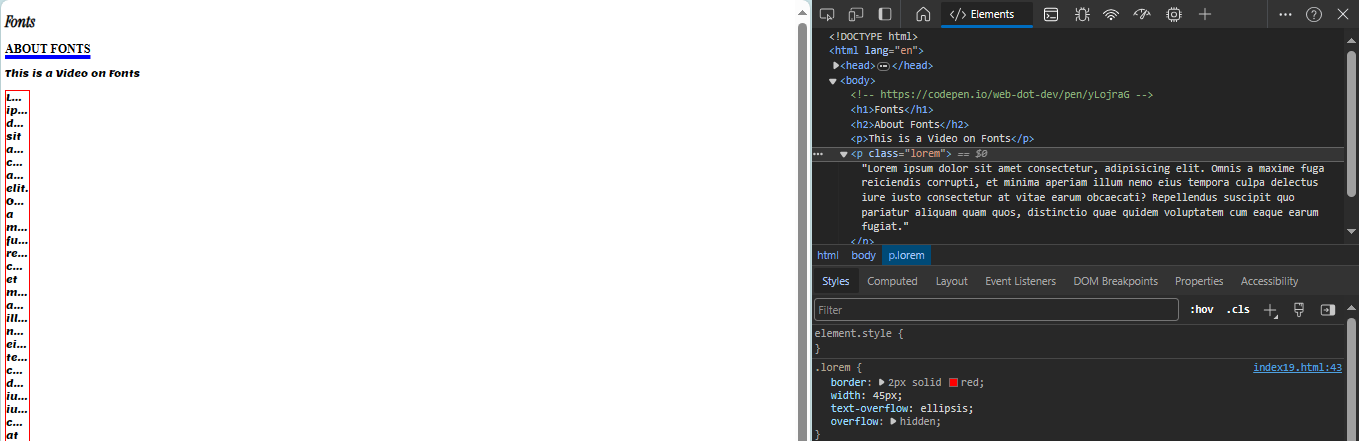 Fonts
ABOUT FONTS
This is a Video on Fonts
L...
ip...
d...
sit
a...
c...
a...
elit.
O...
a
m...
fu...
re...
c...
et
m...
a...
ill...
n...
ei...
te...
c...
d...
iu...
iu...
c...
at
Elements
<!DOCTYPE html>
<html lang="en">
<head> ... </head>
<body>
<!-- https://codepen.io/web-dot-dev/pen/yLojraG -->
<h1>Fonts</h1>
<h2>About Fonts</h2>
<p>This is a Video on Fonts</p>
... <p class="lorem"> == $0
"Lorem ipsum dolor sit amet consectetur, adipisicing elit. Omnis a maxime fuga
reiciendis corrupti, et minima aperiam illum nemo eius tempora culpa delectus
iure iusto consectetur at vitae earum obcaecati? Repellendus suscipit quo
pariatur aliquam quam quos, distinctio quae quidem voluptatem cum eaque earum
fugiat."
</p>
html body p.lorem
Styles Computed Layout Event Listeners DOM Breakpoints Properties Accessibility
Filter :hov .cls
element.style {
}
.lorem { index19.html:43
border: 2px solid red;
width: 45px;
text-overflow: ellipsis;
overflow: hidden;
}